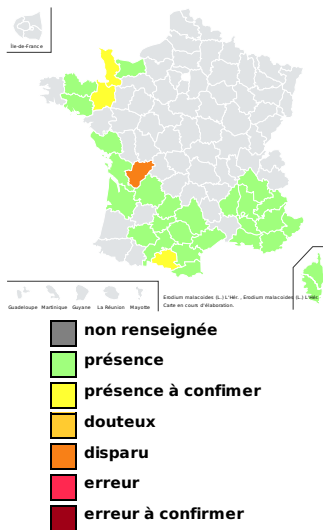 Île-de-France
Guadeloupe Martinique Guyane La Réunion Mayotte
Erodium malacoides (L.) L'Hér. , Erodium malacoides (L.) L'Hér.
Carte en cours d'élaboration.
non renseignée
présence
présence à confimer
douteux
disparu
erreur
erreur à confirmer